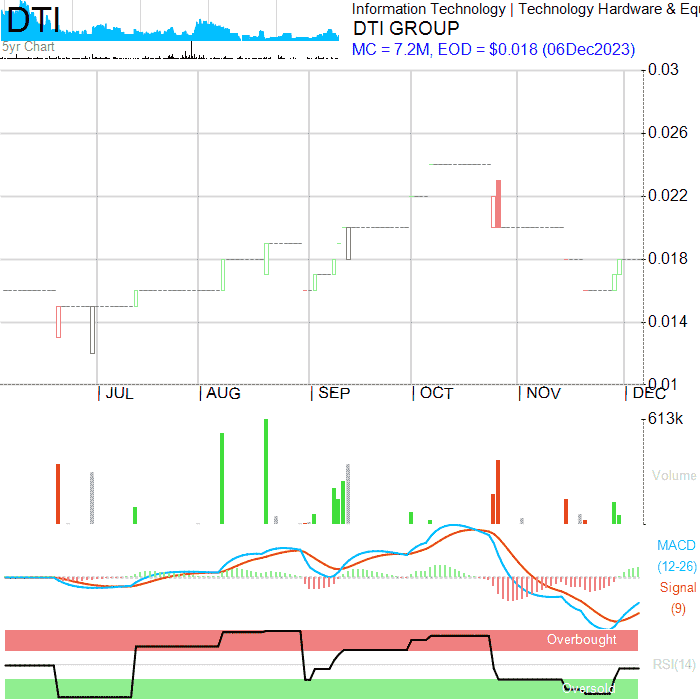 DTI
5yr Chart
Information Technology | Technology Hardware & Eq
DTI GROUP
MC = 7.2M, EOD = $0.018 (06Dec2023)
0.03
0.026
0.022
0.018
0.014
0.01
JUL
AUG
SEP
OCT
NOV
DEC
613k
Volume
MACD
(12-26)
Signal
(9)
Overbought
RSI(14)
Oversold